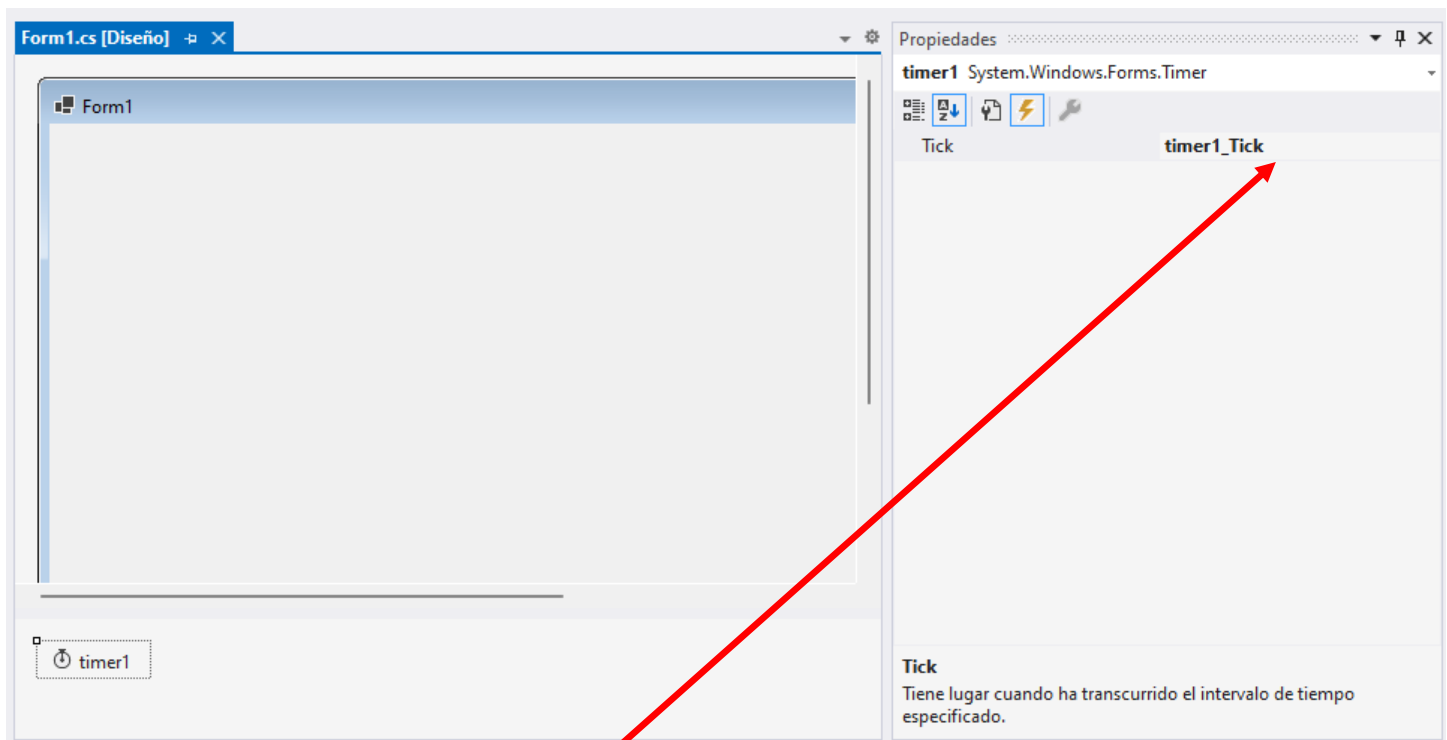 Form1.cs [Diseño]
Form1
timer1
Propiedades
timer1 System.Windows.Forms.Timer
Tick timer1_Tick
Tick
Tiene lugar cuando ha transcurrido el intervalo de tiempo
especificado.